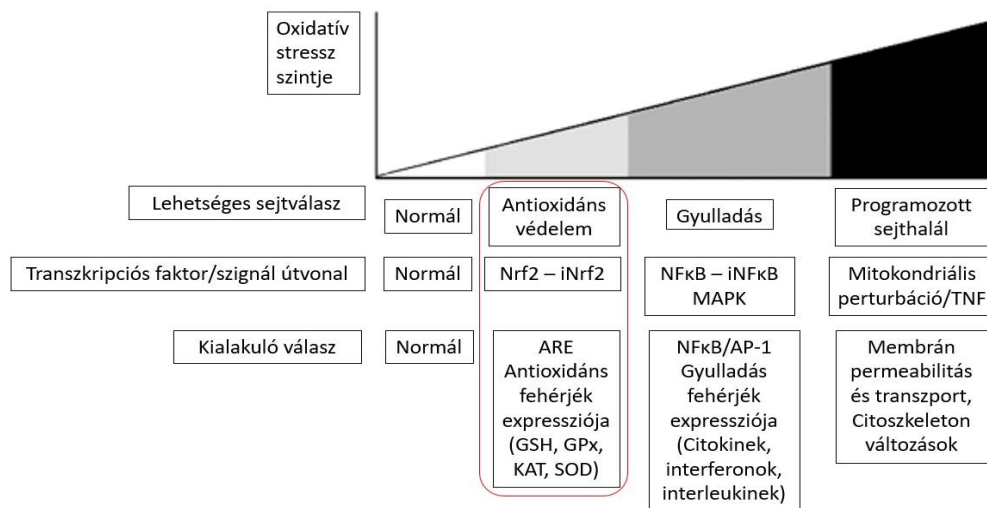 Oxidatív
stressz
szintje
Lehetséges sejtválasz
Normál
Antioxidáns
védelem
Gyulladás
Programozott
sejthalál
Transzkripciós faktor/szignál útvonal
Normál
Nrf2 – iNrf2
NFκB – iNFκB
MAPK
Mitokondriális
perturbáció/TNF
Kialakuló válasz
Normál
ARE
Antioxidáns
fehérjék
expressziója
(GSH, GPx,
KAT, SOD)
NFκB/AP-1
Gyulladás
fehérjék
expressziója
(Citokinek,
interferonok,
interleukinek)
Membrán
permeabilitás
és transzport,
Citoszkeleton
változások